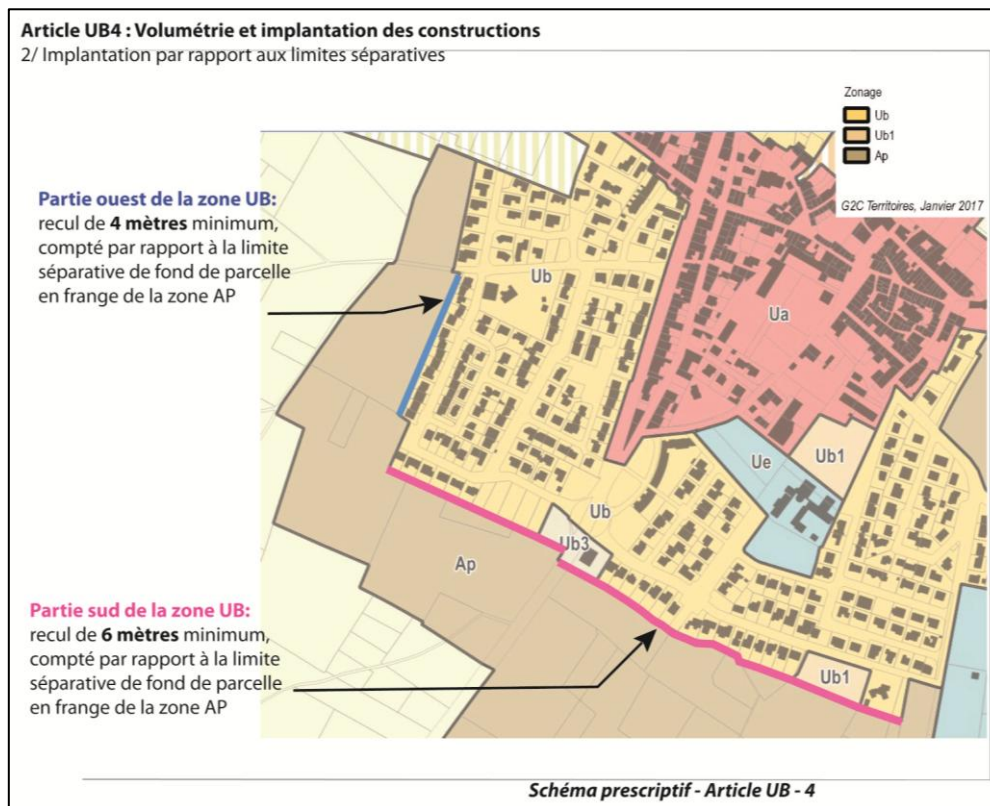 Article UB4 : Volumétrie et implantation des constructions
2/ Implantation par rapport aux limites séparatives
Zonage
Ub
Ub1
Ap
G2C Territoires, Janvier 2017
Partie ouest de la zone UB:
recul de 4 mètres minimum,
compté par rapport à la limite
séparative de fond de parcelle
en frange de la zone AP
Ub
Ua
Ue
Ub1
Ub
Ub3
Ap
Ub1
Partie sud de la zone UB:
recul de 6 mètres minimum,
compté par rapport à la limite
séparative de fond de parcelle
en frange de la zone AP
Schéma prescriptif - Article UB - 4